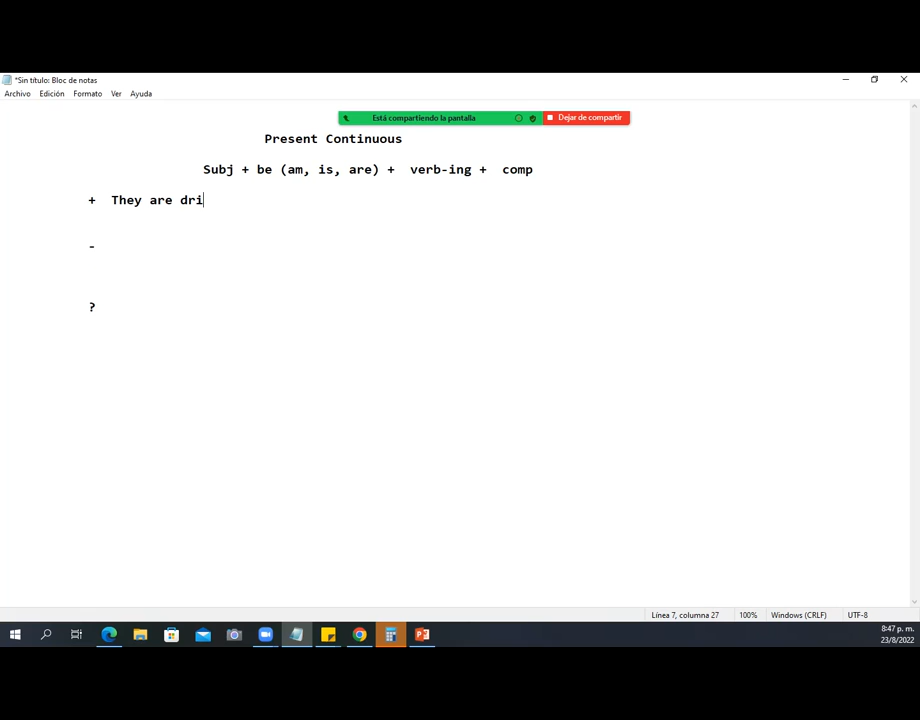 *Sin título: Bloc de notas
Archivo Edición Formato Ver Ayuda
Está compartiendo la pantalla Dejar de compartir
Present Continuous
Subj + be (am, is, are) + verb-ing + comp
+ They are dri
-
?
Línea 7, columna 27 100% Windows (CRLF) UTF-8
8:47 p. m.
23/8/2022